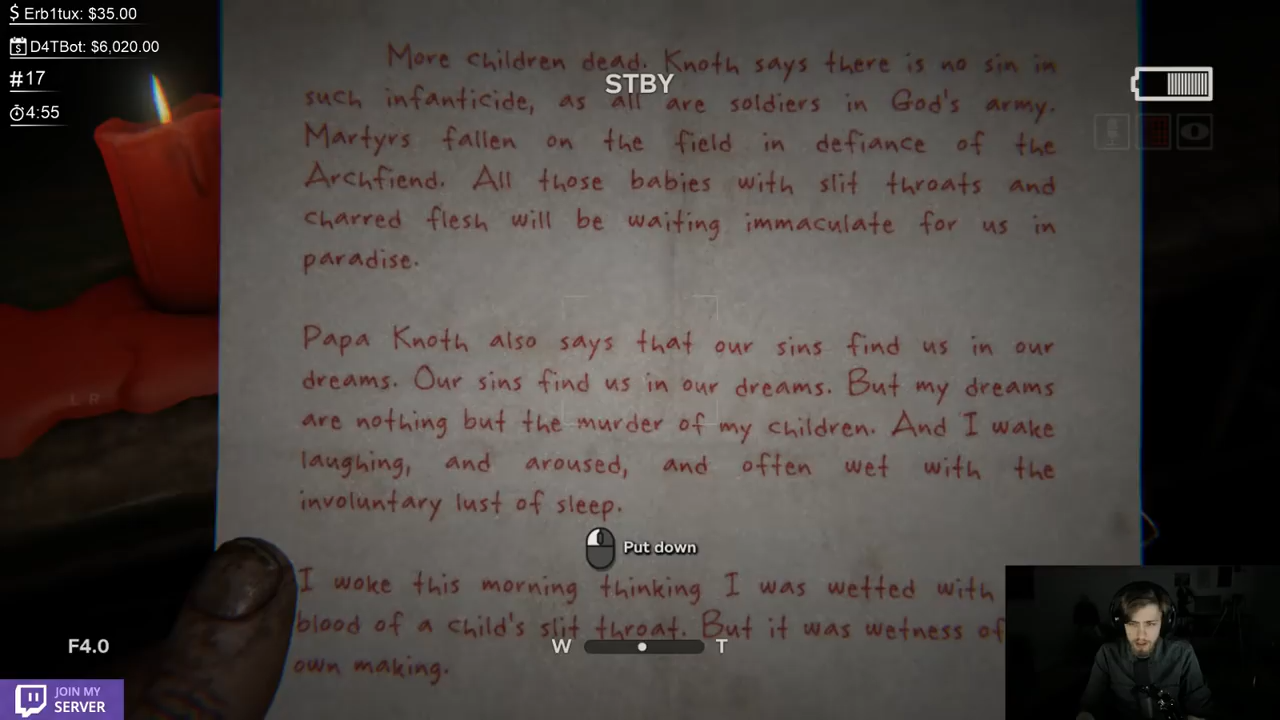 $ Erb1tux: $35.00
D4TBot: $6,020.00
#17
4:55
STBY
More children dead. Knoth says there is no sin in
such infanticide, as all are soldiers in God's army.
Martyrs fallen on the field in defiance of the
Archfiend. All those babies with slit throats and
charred flesh will be waiting immaculate for us in
paradise.
Papa Knoth also says that our sins find us in our
dreams. Our sins find us in our dreams. But my dreams
are nothing but the murder of my children. And I wake
laughing, and aroused, and often wet with the
involuntary lust of sleep.
Put down
I woke this morning thinking I was wetted with
blood of a child's slit throat. But it was wetness of
own making.
L R
F4.0
W T
JOIN MY
SERVER